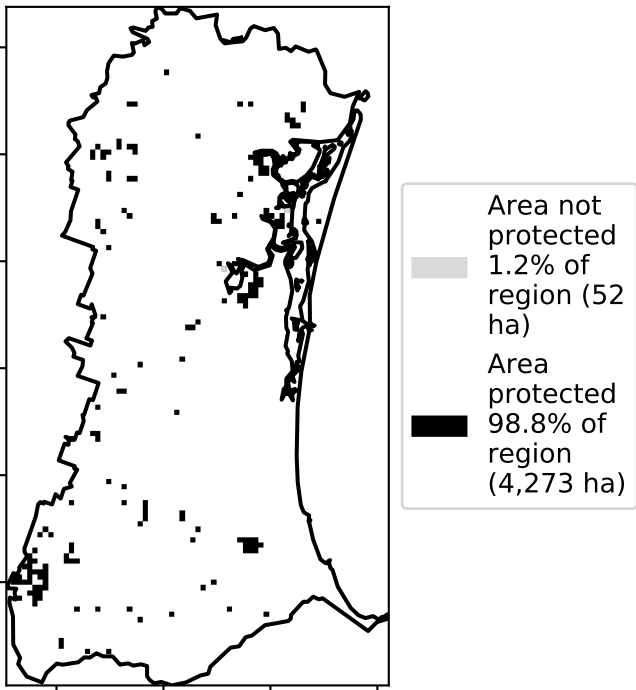 Area not
protected
1.2% of
region (52
ha)
Area
protected
98.8% of
region
(4,273 ha)